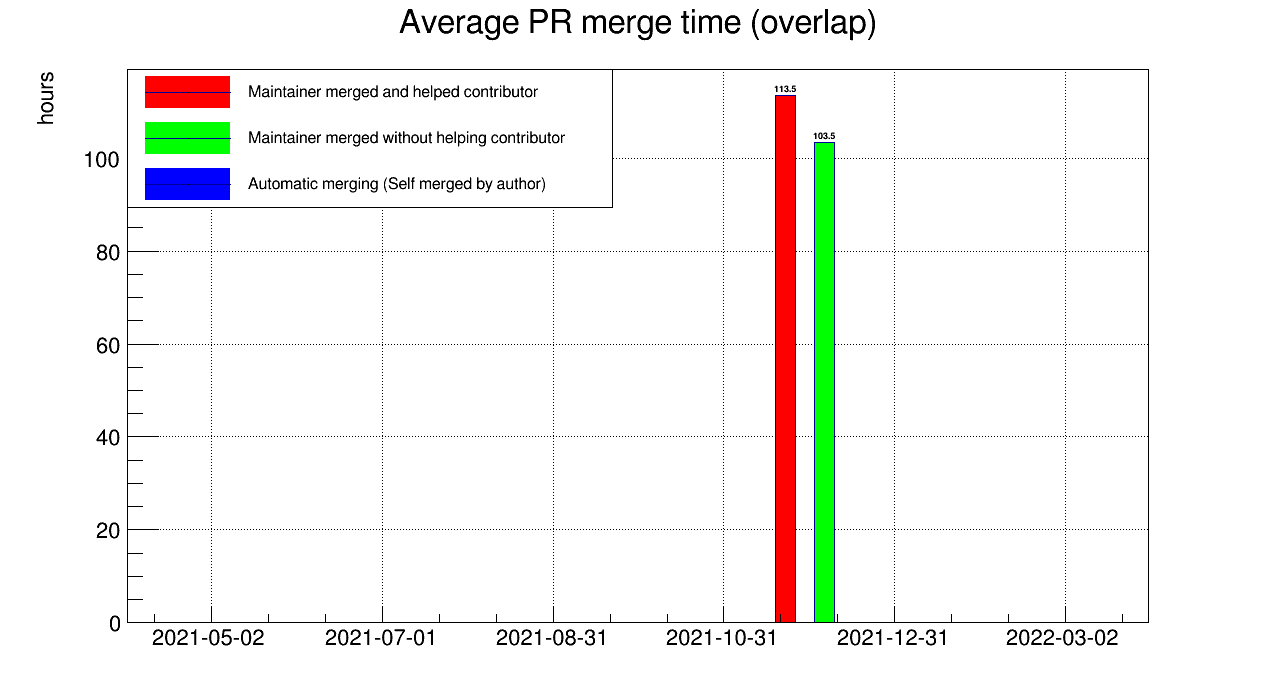 Average PR merge time (overlap)
hours
Maintainer merged and helped contributor
Maintainer merged without helping contributor
Automatic merging (Self merged by author)
113.5
103.5
100
80
60
40
20
0
2021-05-02 2021-07-01 2021-08-31 2021-10-31 2021-12-31 2022-03-02